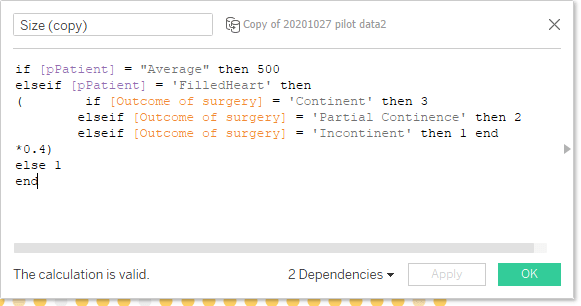 Size (copy)
Copy of 20201027 pilot data2
if [pPatient] = "Average" then 500
elseif [pPatient] = 'FilledHeart' then
(        if [Outcome of surgery] = 'Continent' then 3
elseif [Outcome of surgery] = 'Partial Continence' then 2
elseif [Outcome of surgery] = 'Incontinent' then 1 end
*0.4)
else 1
end
The calculation is valid.
2 Dependencies
Apply
OK